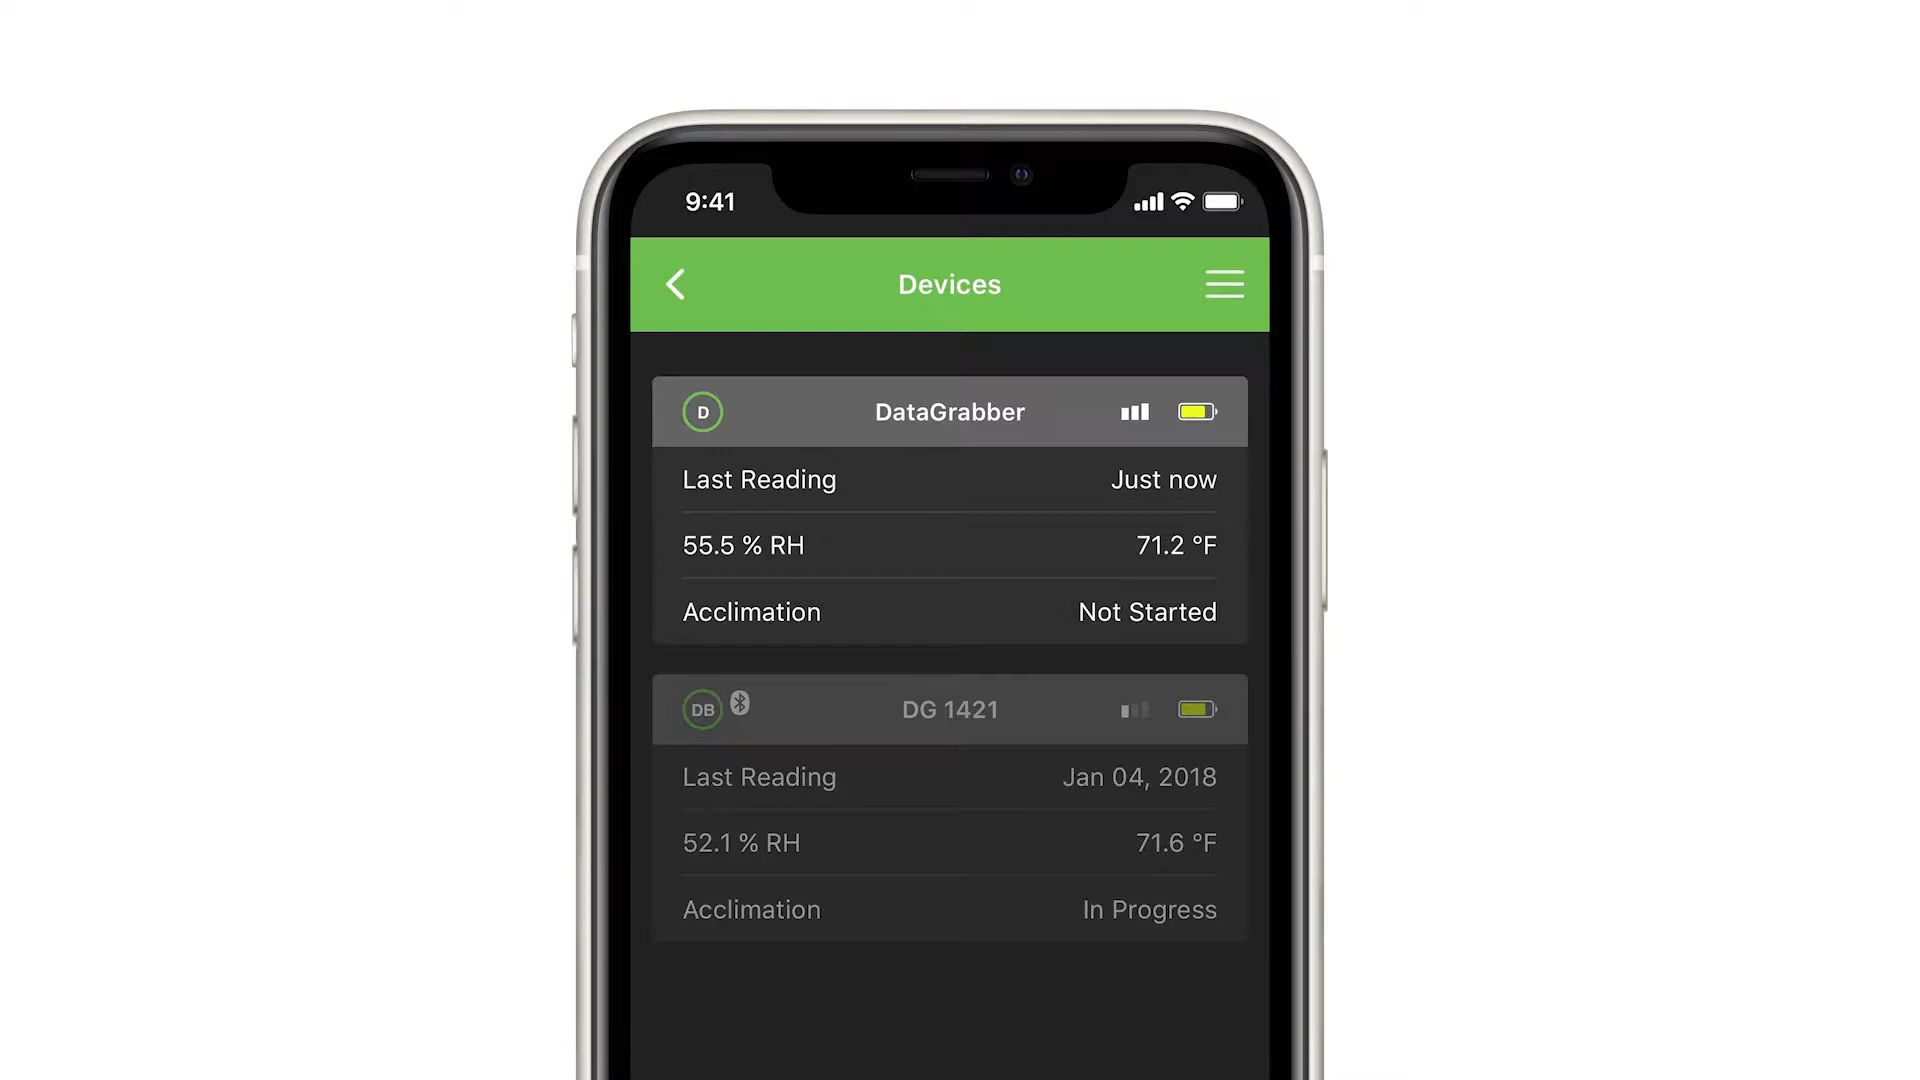 9:41
Devices
D DataGrabber
Last Reading Just now
55.5 % RH 71.2 °F
Acclimation Not Started
DB DG 1421
Last Reading Jan 04, 2018
52.1 % RH 71.6 °F
Acclimation In Progress